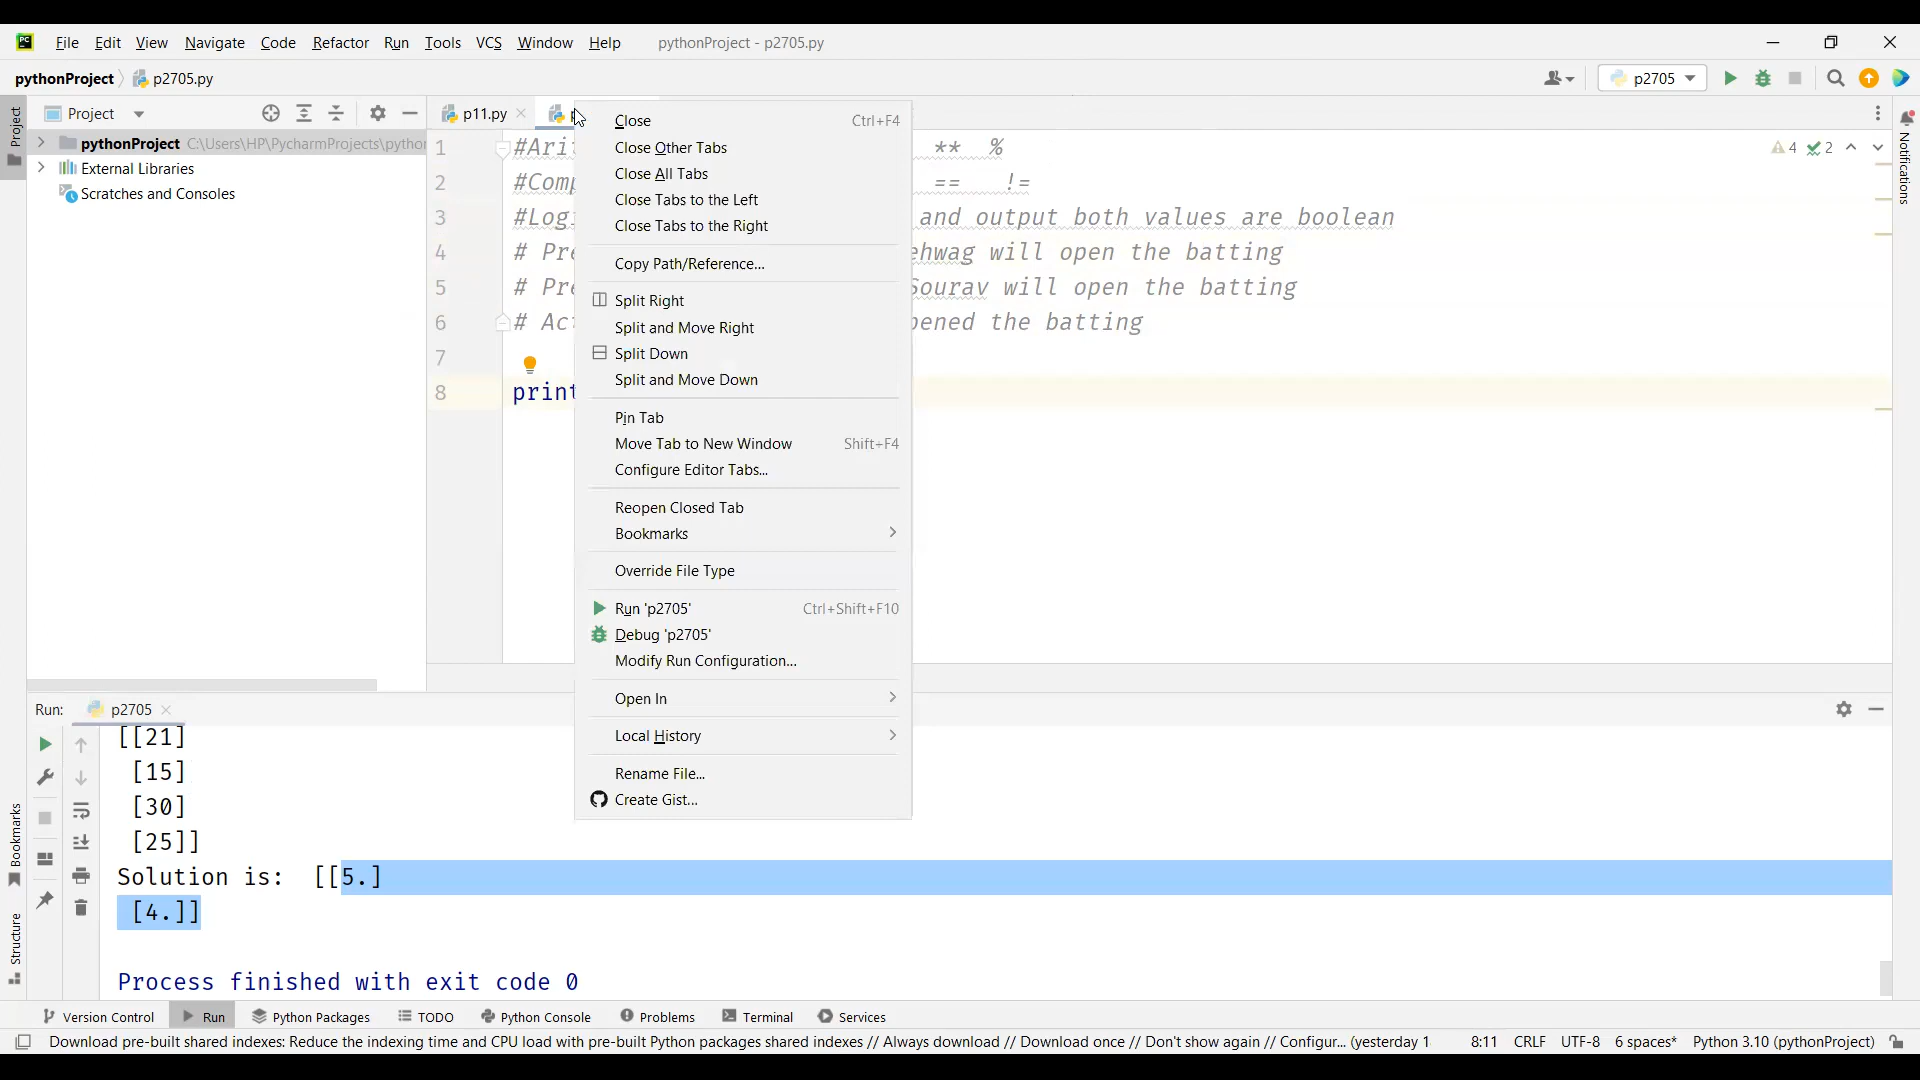 PC File Edit View Navigate Code Refactor Run Tools VCS Window Help pythonProject - p2705.py
pythonProject p2705.py p2705
Project p11.py
pythonProject C:\Users\HP\PycharmProjects\python
External Libraries
Scratches and Consoles
Project
Notifications
Bookmarks
Structure
1 #Arit ** %
2 #Comp == !=
3 #Logi and output both values are boolean
4 # Pre ehwag will open the batting
5 # Pre Sourav will open the batting
6 # Act pened the batting
7
8 print
4 2
Close Ctrl+F4
Close Other Tabs
Close All Tabs
Close Tabs to the Left
Close Tabs to the Right
Copy Path/Reference...
Split Right
Split and Move Right
Split Down
Split and Move Down
Pin Tab
Move Tab to New Window Shift+F4
Configure Editor Tabs...
Reopen Closed Tab
Bookmarks
Override File Type
Run 'p2705' Ctrl+Shift+F10
Debug 'p2705'
Modify Run Configuration...
Open In
Local History
Rename File...
Create Gist...
Run: p2705
[[21]
[15]
[30]
[25]]
Solution is: [[5.]
[4.]]
Process finished with exit code 0
Version Control Run Python Packages TODO Python Console Problems Terminal Services
Download pre-built shared indexes: Reduce the indexing time and CPU load with pre-built Python packages shared indexes // Always download // Download once // Don't show again // Configur... (yesterday 1 8:11 CRLF UTF-8 6 spaces* Python 3.10 (pythonProject)